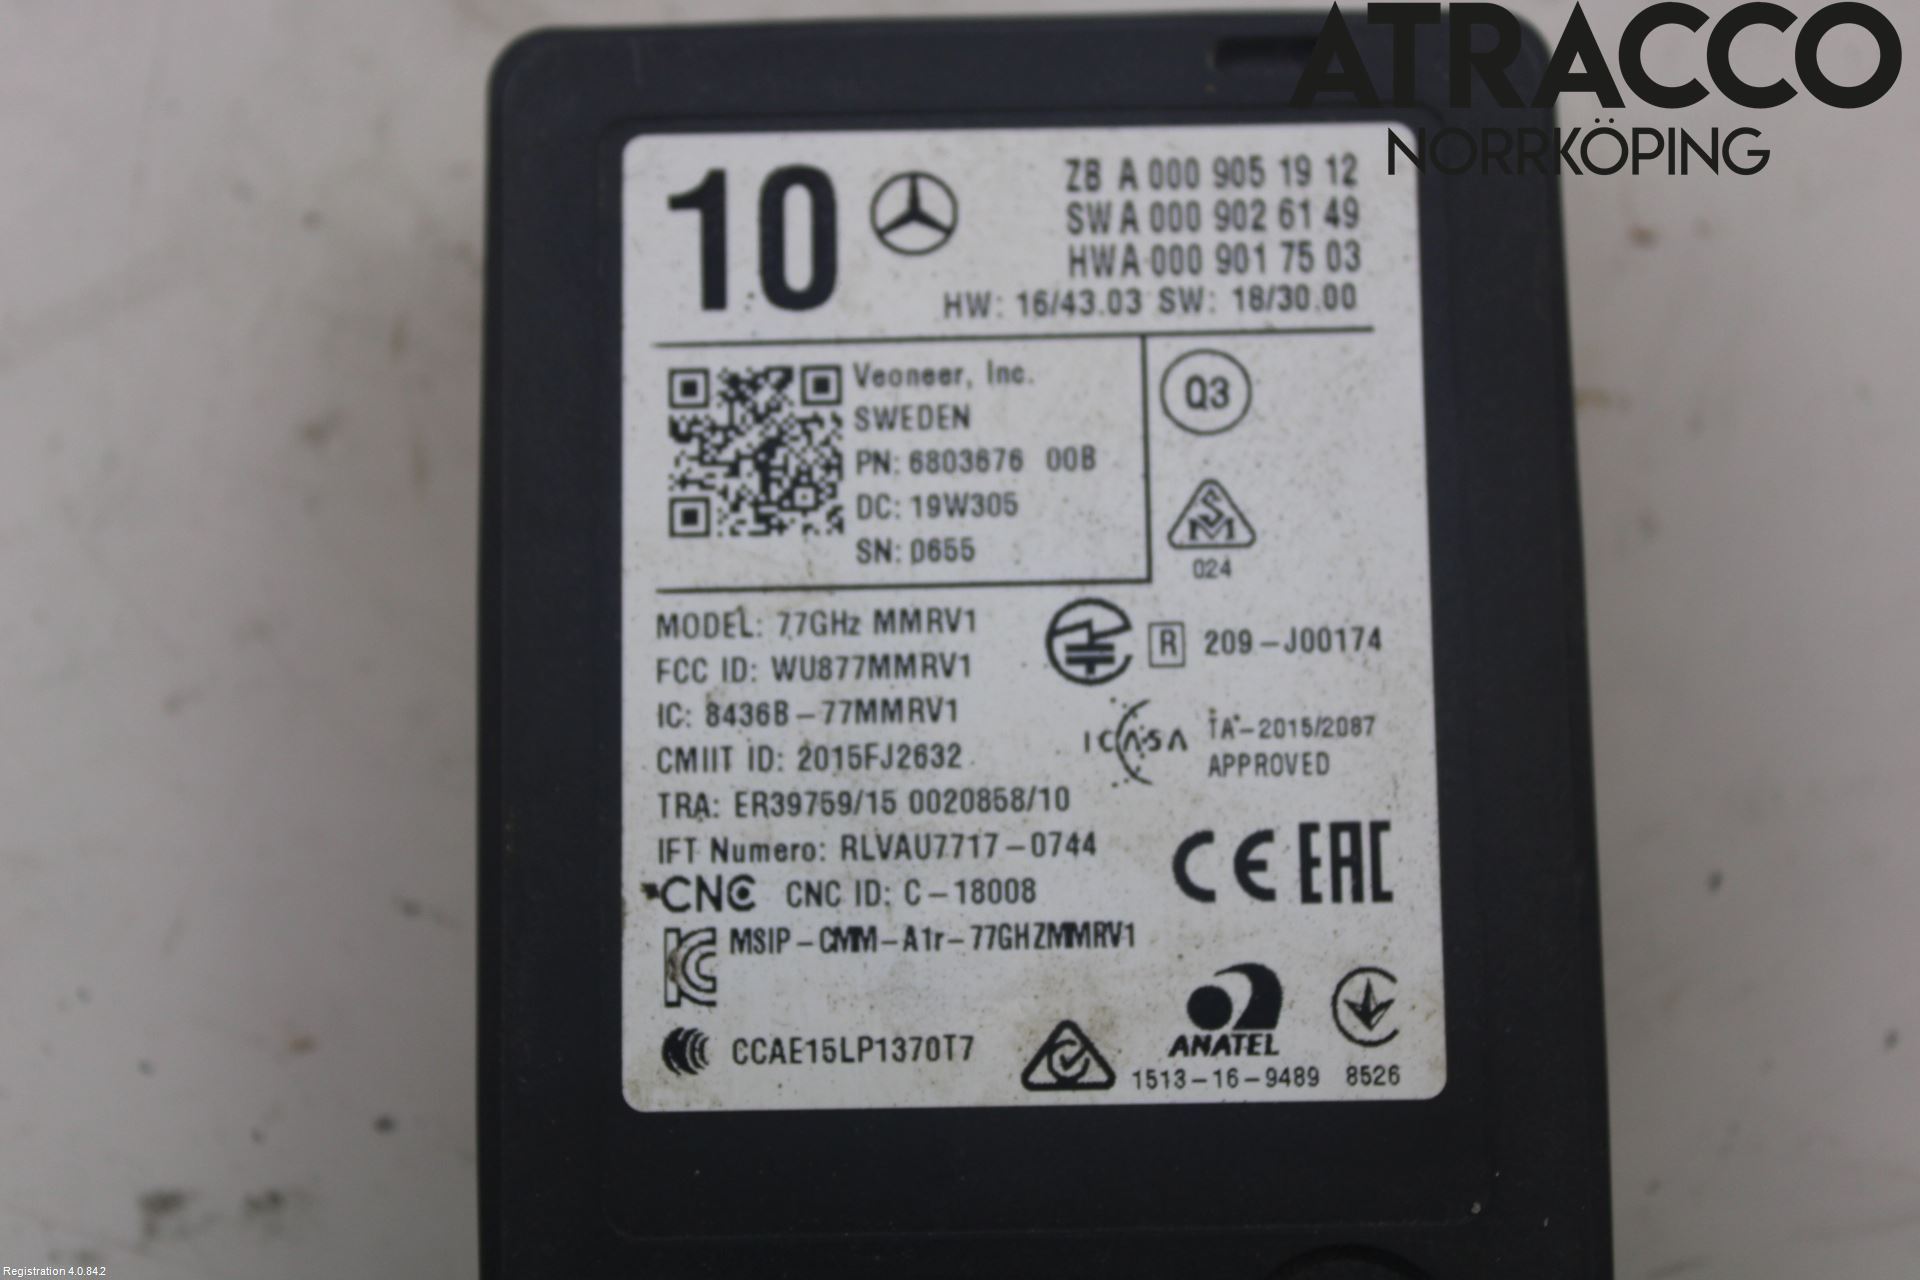 ATRACCO
NORRKÖPING
10
ZB A 000 905 19 12
SW A 000 902 61 49
HW A 000 901 75 03
HW: 16/43.03 SW: 18/30.00
Veoneer, Inc.
SWEDEN
PN: 6803676 00B
DC: 19W305
SN: 0655
Q3
SM
024
MODEL: 77GHz MMRV1
R 209-J00174
FCC ID: WU877MMRV1
IC: 8436B-77MMRV1
ICASA TA-2015/2087
APPROVED
CMIIT ID: 2015FJ2632
TRA: ER39759/15 0020858/10
IFT Numero: RLVAU7717-0744
CE EAC
CNC CNC ID: C-18008
KC MSIP-CMM-A1r-77GHZMMRV1
CCAE15LP1370T7
ANATEL
1513-16-9489 8526
Registration 4.0.84.2